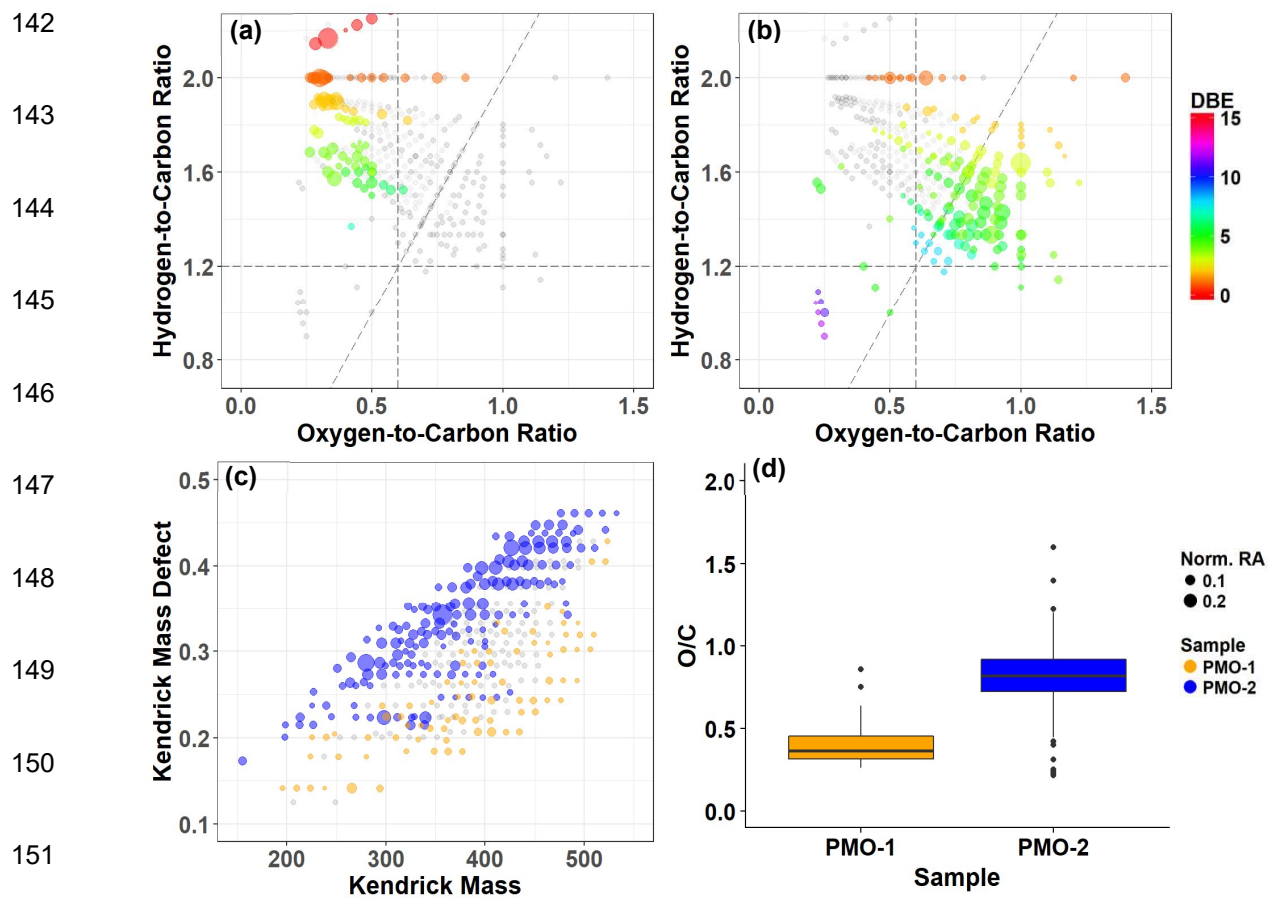 142
143
144
145
146
147
148
149
150
151
(a)
Hydrogen-to-Carbon Ratio
2.0
1.6
1.2
0.8
0.0 0.5 1.0 1.5
Oxygen-to-Carbon Ratio
(b)
Hydrogen-to-Carbon Ratio
2.0
1.6
1.2
0.8
0.0 0.5 1.0 1.5
Oxygen-to-Carbon Ratio
DBE
15
10
5
0
(c)
Kendrick Mass Defect
0.5
0.4
0.3
0.2
0.1
200 300 400 500
Kendrick Mass
(d)
O/C
2.0
1.5
1.0
0.5
0.0
PMO-1 PMO-2
Sample
Norm. RA
0.1
0.2
Sample
PMO-1
PMO-2